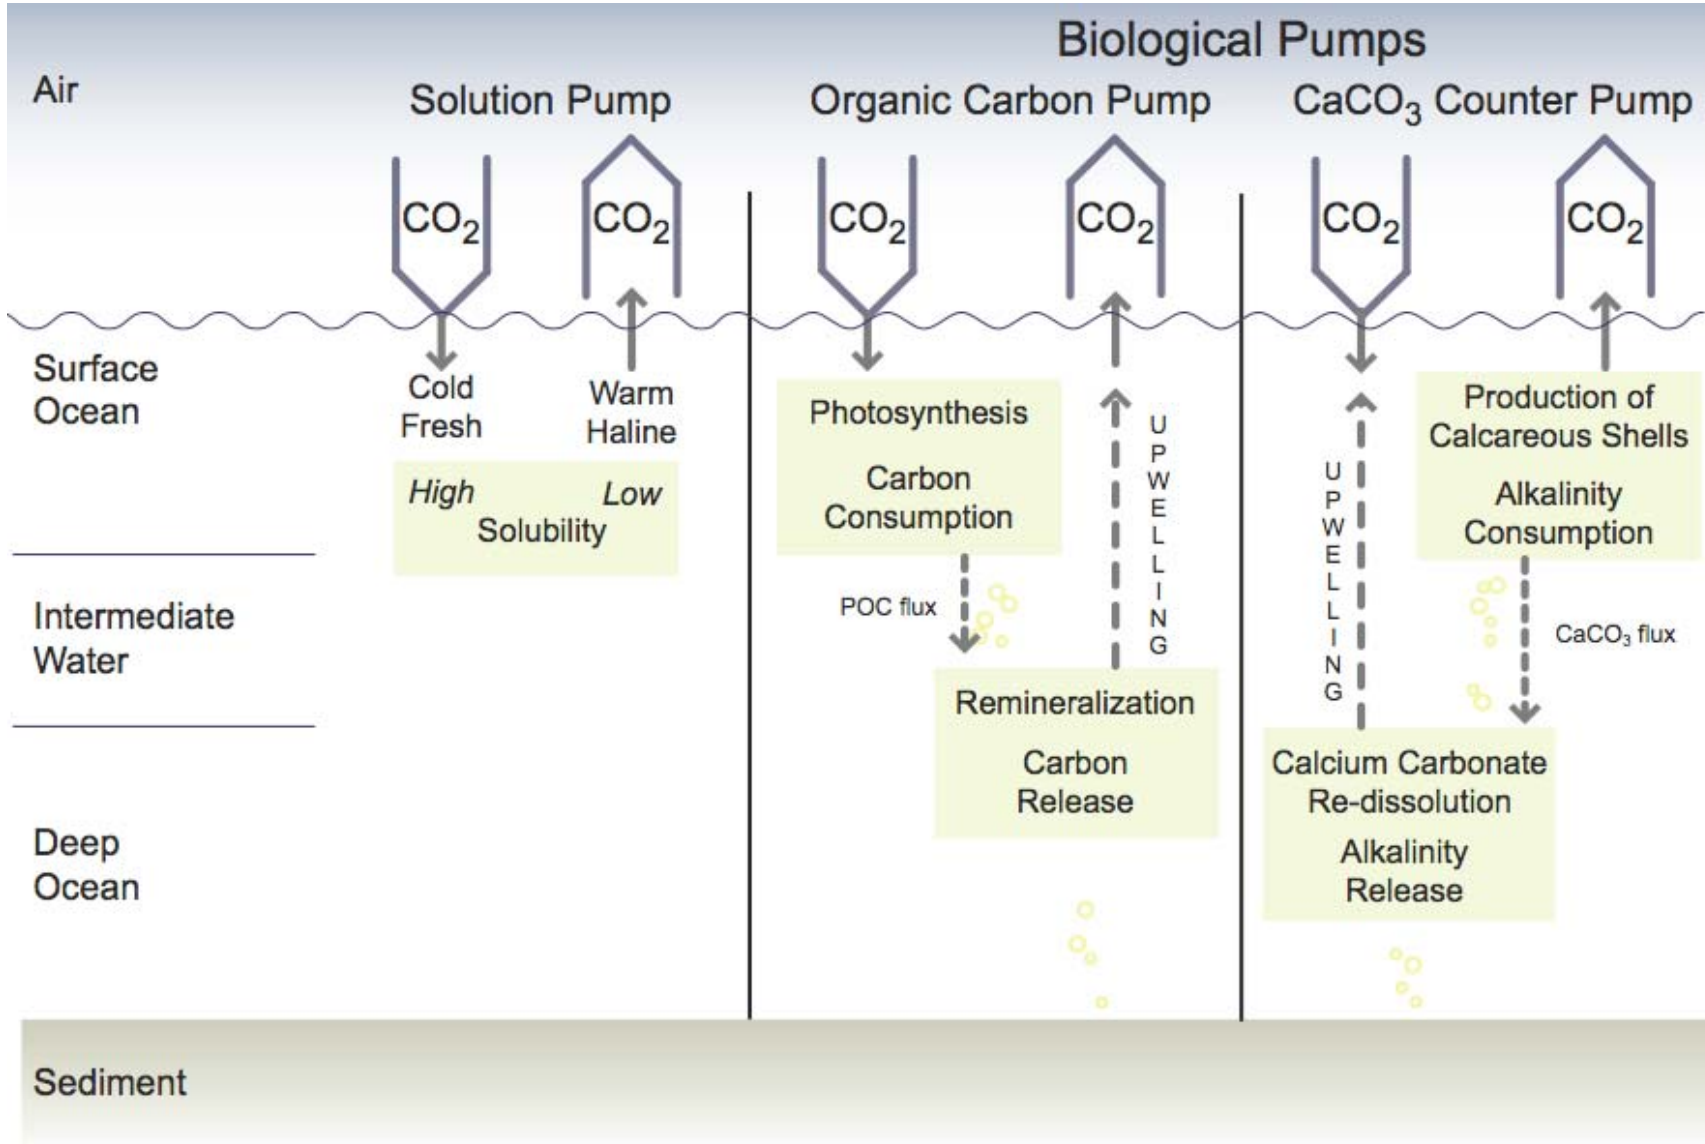 Biological Pumps
Air
Solution Pump
Organic Carbon Pump
CaCO₃ Counter Pump
CO₂
CO₂
CO₂
CO₂
CO₂
CO₂
Surface
Ocean
Cold
Fresh
Warm
Haline
High
Low
Solubility
Photosynthesis
Carbon
Consumption
UPWELLING
UPWELLING
Production of
Calcareous Shells
Alkalinity
Consumption
Intermediate
Water
POC flux
CaCO₃ flux
Remineralization
Carbon
Release
Calcium Carbonate
Re-dissolution
Alkalinity
Release
Deep
Ocean
Sediment